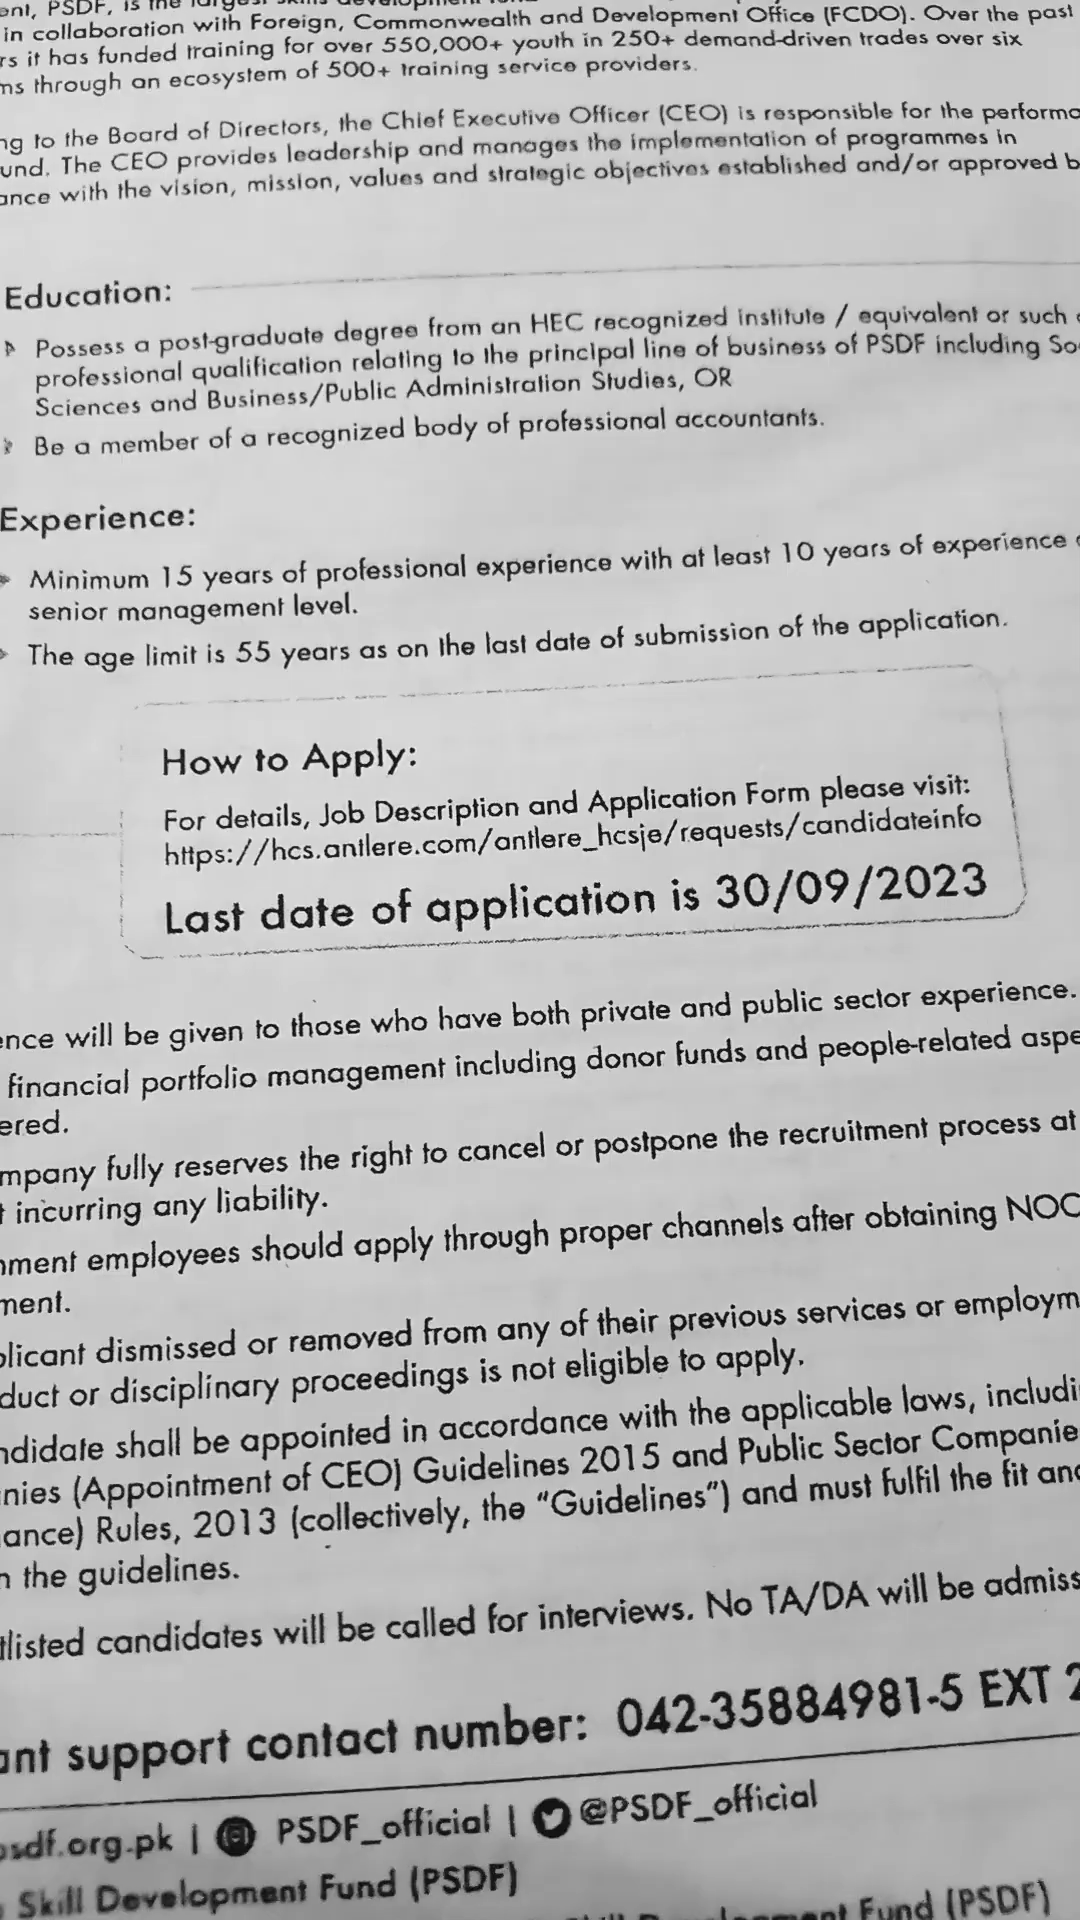 ent, PSDF, is the largest skills development fund
in collaboration with Foreign, Commonwealth and Development Office (FCDO). Over the past
rs it has funded training for over 550,000+ youth in 250+ demand-driven trades over six
ms through an ecosystem of 500+ training service providers.
ng to the Board of Directors, the Chief Executive Officer (CEO) is responsible for the performa
und. The CEO provides leadership and manages the implementation of programmes in
ance with the vision, mission, values and strategic objectives established and/or approved b
Education:
Possess a post-graduate degree from an HEC recognized institute / equivalent or such
professional qualification relating to the principal line of business of PSDF including So
Sciences and Business/Public Administration Studies, OR
Be a member of a recognized body of professional accountants.
Experience:
Minimum 15 years of professional experience with at least 10 years of experience
senior management level.
The age limit is 55 years as on the last date of submission of the application.
How to Apply:
For details, Job Description and Application Form please visit:
https://hcs.antlere.com/antlere_hcsje/requests/candidateinfo
Last date of application is 30/09/2023
ence will be given to those who have both private and public sector experience.
financial portfolio management including donor funds and people-related aspe
ered.
mpany fully reserves the right to cancel or postpone the recruitment process at
t incurring any liability.
nment employees should apply through proper channels after obtaining NOC
ment.
plicant dismissed or removed from any of their previous services or employm
duct or disciplinary proceedings is not eligible to apply.
ndidate shall be appointed in accordance with the applicable laws, includi
nies (Appointment of CEO) Guidelines 2015 and Public Sector Companie
ance) Rules, 2013 (collectively, the "Guidelines") and must fulfil the fit and
n the guidelines.
tlisted candidates will be called for interviews. No TA/DA will be admiss
ant support contact number: 042-35884981-5 EXT 2
psdf.org.pk | PSDF_official | @PSDF_official
Skill Development Fund (PSDF)
ment Fund (PSDF)